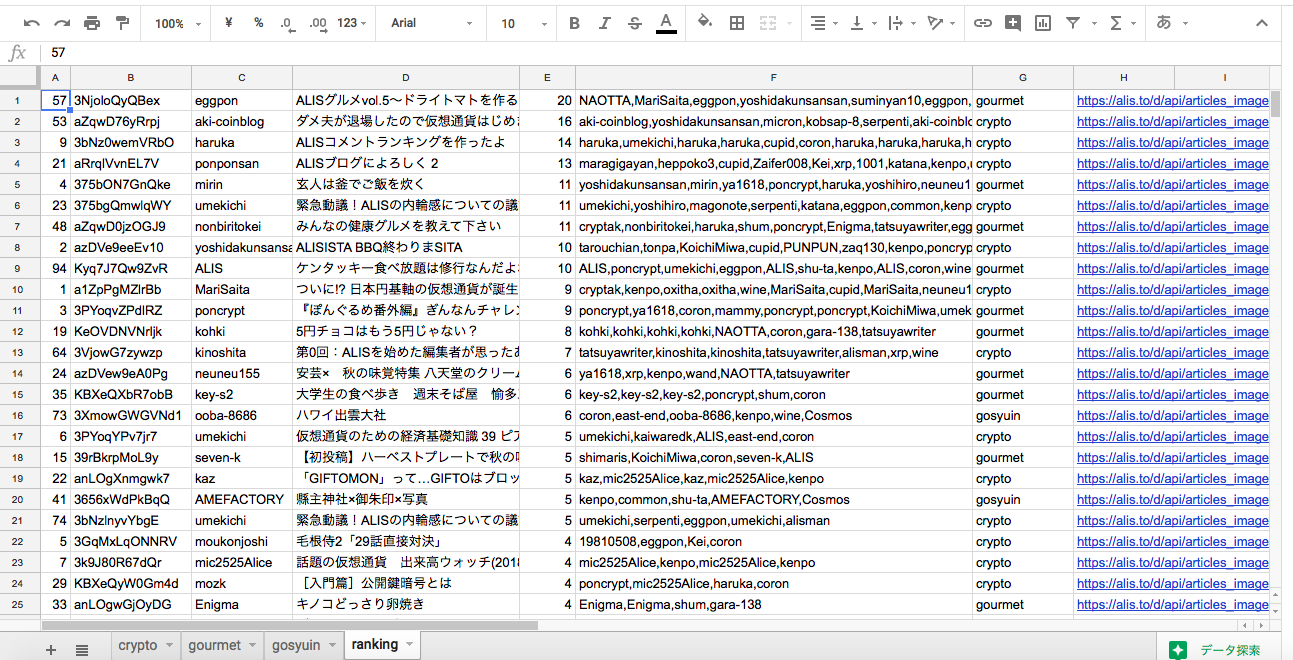 100% ¥ % .0 .00 123 Arial 10 B I S A あ
fx 57
A B C D E F G H I
1 57 3NjoloQyQBex eggpon ALISグルメvol.5〜ドライトマトを作る 20 NAOTTA,MariSaita,eggpon,yoshidakunsansan,suminyan10,eggpon, gourmet https://alis.to/d/api/articles_image
2 53 aZqwD76yRrpj aki-coinblog ダメ夫が退場したので仮想通貨はじめ 16 aki-coinblog,yoshidakunsansan,micron,kobsap-8,serpenti,aki-coinblo crypto https://alis.to/d/api/articles_image
3 9 3bNz0wemVRbO haruka ALISコメントランキングを作ったよ 14 haruka,umekichi,haruka,haruka,cupid,coron,haruka,haruka,haruka,h crypto https://alis.to/d/api/articles_image
4 21 aRrqlVvnEL7V ponponsan ALISブログによろしく２ 13 maragigayan,heppoko3,cupid,Zaifer008,Kei,xrp,1001,katana,kenpo,u crypto https://alis.to/d/api/articles_image
5 4 375bON7GnQke mirin 玄人は釜でご飯を炊く 11 yoshidakunsansan,mirin,ya1618,poncrypt,haruka,yoshihiro,neuneu1 gourmet https://alis.to/d/api/articles_image
6 23 375bgQmwlqWY umekichi 緊急動議！ALISの内輪感についての議 11 umekichi,yoshihiro,magonote,serpenti,katana,eggpon,common,kenp crypto https://alis.to/d/api/articles_image
7 48 aZqwD0jzOGJ9 nonbiritokei みんなの健康グルメを教えて下さい 11 cryptak,nonbiritokei,haruka,shum,poncrypt,Enigma,tatsuyawriter,egg gourmet https://alis.to/d/api/articles_image
8 2 azDVe9eeEv10 yoshidakunsansa ALISISTA BBQ終わりまSITA 10 tarouchian,tonpa,KoichiMiwa,cupid,PUNPUN,zaq130,kenpo,poncryp crypto https://alis.to/d/api/articles_image
9 94 Kyq7J7Qw9ZvR ALIS ケンタッキー食べ放題は修行なんだよ 10 ALIS,poncrypt,umekichi,eggpon,ALIS,shu-ta,kenpo,ALIS,coron,wine gourmet https://alis.to/d/api/articles_image
10 1 a1ZpPgMZlrBb MariSaita ついに!? 日本円基軸の仮想通貨が誕生 9 cryptak,kenpo,oxitha,oxitha,wine,MariSaita,cupid,MariSaita,neuneu1 crypto https://alis.to/d/api/articles_image
11 3 3PYoqvZPdlRZ poncrypt 『ぽんぐるめ番外編』ぎんなんチャレン 9 poncrypt,ya1618,coron,mammy,poncrypt,poncrypt,KoichiMiwa,umek gourmet https://alis.to/d/api/articles_image
12 19 KeOVDNVNrljk kohki 5円チョコはもう5円じゃない？ 8 kohki,kohki,kohki,kohki,NAOTTA,coron,gara-138,tatsuyawriter crypto https://alis.to/d/api/articles_image
13 64 3VjowG7zywzp kinoshita 第0回：ALISを始めた編集者が思ったあ 7 tatsuyawriter,kinoshita,kinoshita,tatsuyawriter,alisman,xrp,wine crypto https://alis.to/d/api/articles_image
14 24 azDVew9eA0Pg neuneu155 安芸×　秋の味覚特集 八天堂のクリーム 6 ya1618,xrp,kenpo,wand,NAOTTA,tatsuyawriter gourmet https://alis.to/d/api/articles_image
15 35 KBXeQXbR7obB key-s2 大学生の食べ歩き　週末そば屋　愉多 6 key-s2,key-s2,key-s2,poncrypt,shum,coron gourmet https://alis.to/d/api/articles_image
16 73 3XmowGWGVNd1 ooba-8686 ハワイ出雲大社 6 coron,east-end,ooba-8686,kenpo,wine,Cosmos gosyuin https://alis.to/d/api/articles_image
17 6 3PYoqYPv7jr7 umekichi 仮想通貨のための経済基礎知識 39 ピア 5 umekichi,kaiwaredk,ALIS,east-end,coron crypto https://alis.to/d/api/articles_image
18 15 39rBkrpMoL9y seven-k 【初投稿】ハーベストプレートで秋の味 5 shimaris,KoichiMiwa,coron,seven-k,ALIS gourmet https://alis.to/d/api/articles_image
19 22 anLOgXnmgwk7 kaz 「GIFTOMON」って…GIFTOはブロッ 5 kaz,mic2525Alice,kaz,mic2525Alice,kenpo crypto https://alis.to/d/api/articles_image
20 41 3656xWdPkBqQ AMEFACTORY 縣主神社×御朱印×写真 5 kenpo,common,shu-ta,AMEFACTORY,Cosmos gosyuin https://alis.to/d/api/articles_image
21 74 3bNzlnyvYbgE umekichi 緊急動議！ALISの内輪感についての議 5 umekichi,serpenti,eggpon,umekichi,alisman crypto https://alis.to/d/api/articles_image
22 5 3GqMxLqONNRV moukonjoshi 毛根侍2「29話直接対決」 4 19810508,eggpon,Kei,coron crypto https://alis.to/d/api/articles_image
23 7 3k9J80R67dQr mic2525Alice 話題の仮想通貨　出来高ウォッチ(2018 4 mic2525Alice,kenpo,mic2525Alice,kenpo crypto https://alis.to/d/api/articles_image
24 29 KBXeQyW0Gm4d mozk ［入門篇］公開鍵暗号とは 4 poncrypt,mic2525Alice,haruka,coron crypto https://alis.to/d/api/articles_image
25 33 anLOgwGjOyDG Enigma キノコどっさり卵焼き 4 Enigma,Enigma,shum,gara-138 gourmet https://alis.to/d/api/articles_image
crypto gourmet gosyuin ranking データ探索